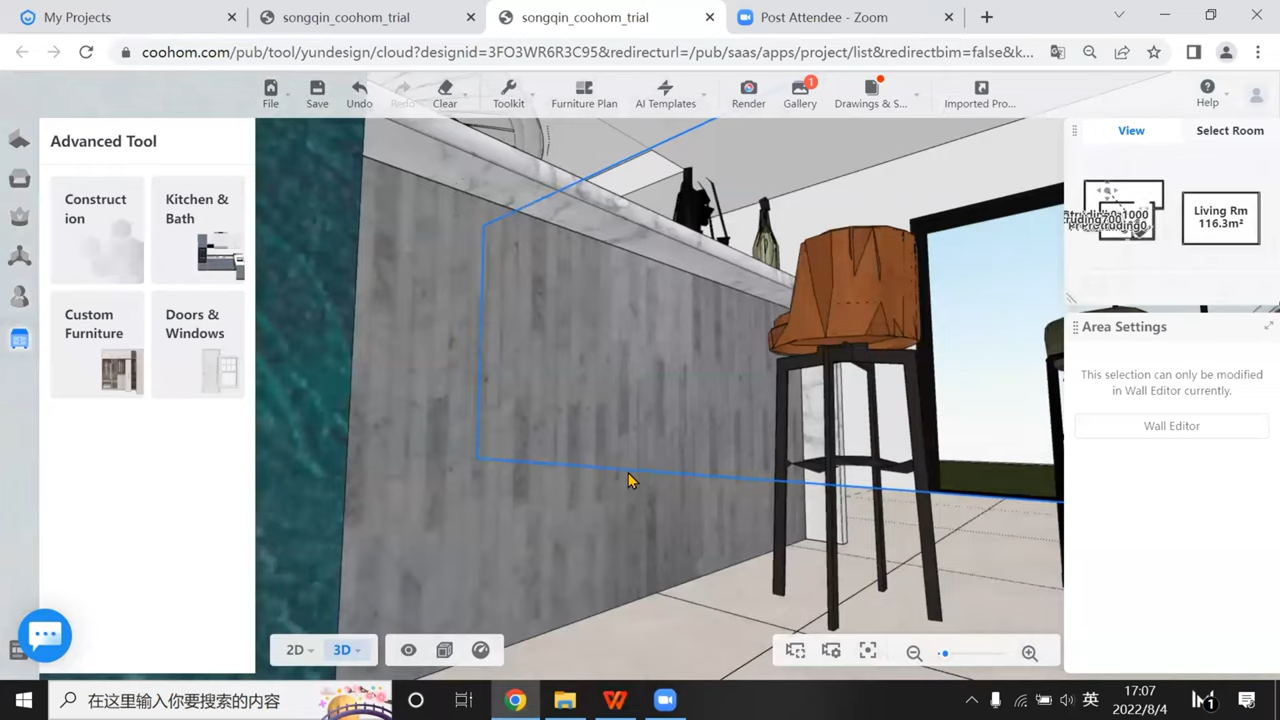 My Projects
songqin_coohom_trial
songqin_coohom_trial
Post Attendee - Zoom
coohom.com/pub/tool/yundesign/cloud?designid=3FO3WR6R3C95&redirecturl=/pub/saas/apps/project/list&redirectbim=false&k...
File
Save
Undo
Redo
Clear
Toolkit
Furniture Plan
AI Templates
Render
1
Gallery
Drawings & S...
Imported Pro...
Help
Advanced Tool
Construct
ion
Kitchen &
Bath
Custom
Furniture
Doors &
Windows
View
Select Room
Living Rm
116.3m²
Area Settings
This selection can only be modified
in Wall Editor currently.
Wall Editor
2D
3D
在这里输入你要搜索的内容
英
17:07
2022/8/4
1